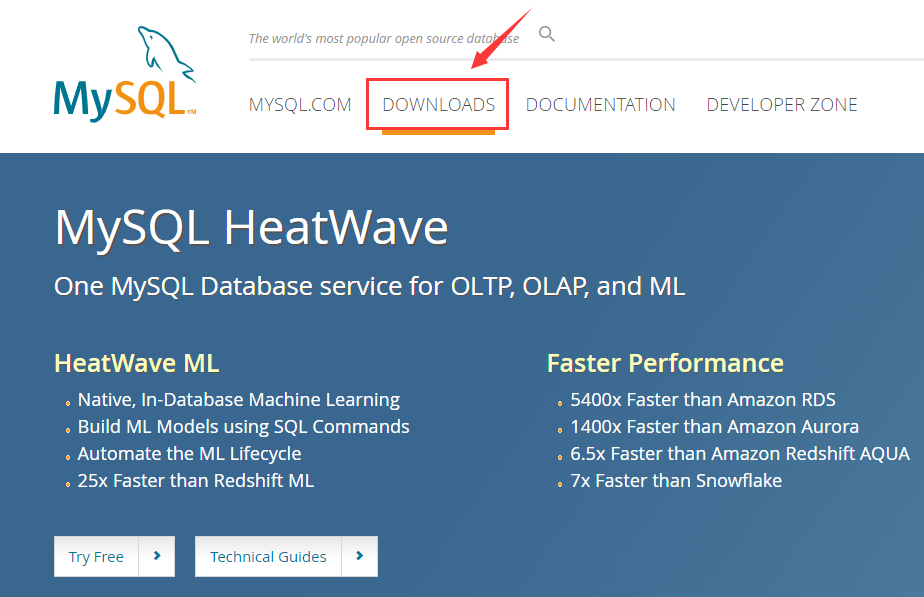 The world's most popular open source database
MySQL™
MYSQL.COM DOWNLOADS DOCUMENTATION DEVELOPER ZONE
MySQL HeatWave
One MySQL Database service for OLTP, OLAP, and ML
HeatWave ML
Native, In-Database Machine Learning
Build ML Models using SQL Commands
Automate the ML Lifecycle
25x Faster than Redshift ML
Faster Performance
5400x Faster than Amazon RDS
1400x Faster than Amazon Aurora
6.5x Faster than Amazon Redshift AQUA
7x Faster than Snowflake
Try Free
Technical Guides